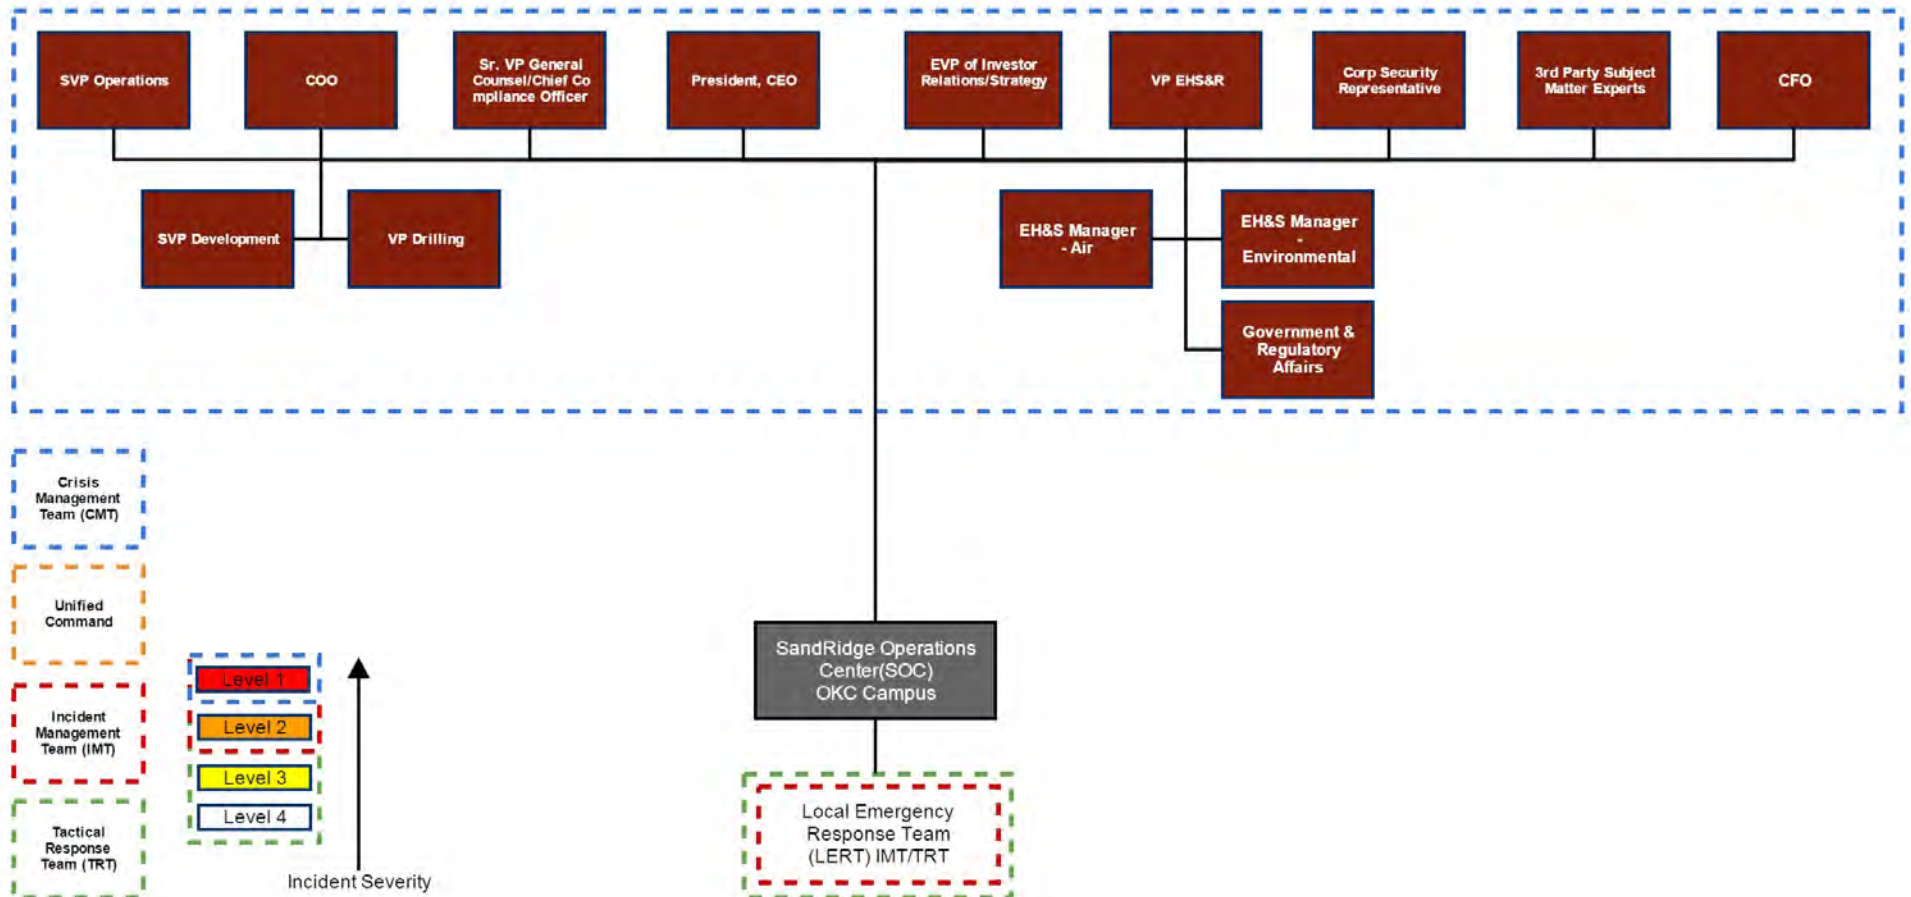 SVP Operations
COO
Sr. VP General
Counsel/Chief Co
mpliance Officer
President, CEO
EVP of Investor
Relations/Strategy
VP EHS&R
Corp Security
Representative
3rd Party Subject
Matter Experts
CFO
SVP Development
VP Drilling
EH&S Manager
- Air
EH&S Manager
-
Environmental
Government &
Regulatory
Affairs
Crisis
Management
Team (CMT)
Unified
Command
Incident
Management
Team (IMT)
Tactical
Response
Team (TRT)
Level 1
Level 2
Level 3
Level 4
Incident Severity
SandRidge Operations
Center(SOC)
OKC Campus
Local Emergency
Response Team
(LERT) IMT/TRT